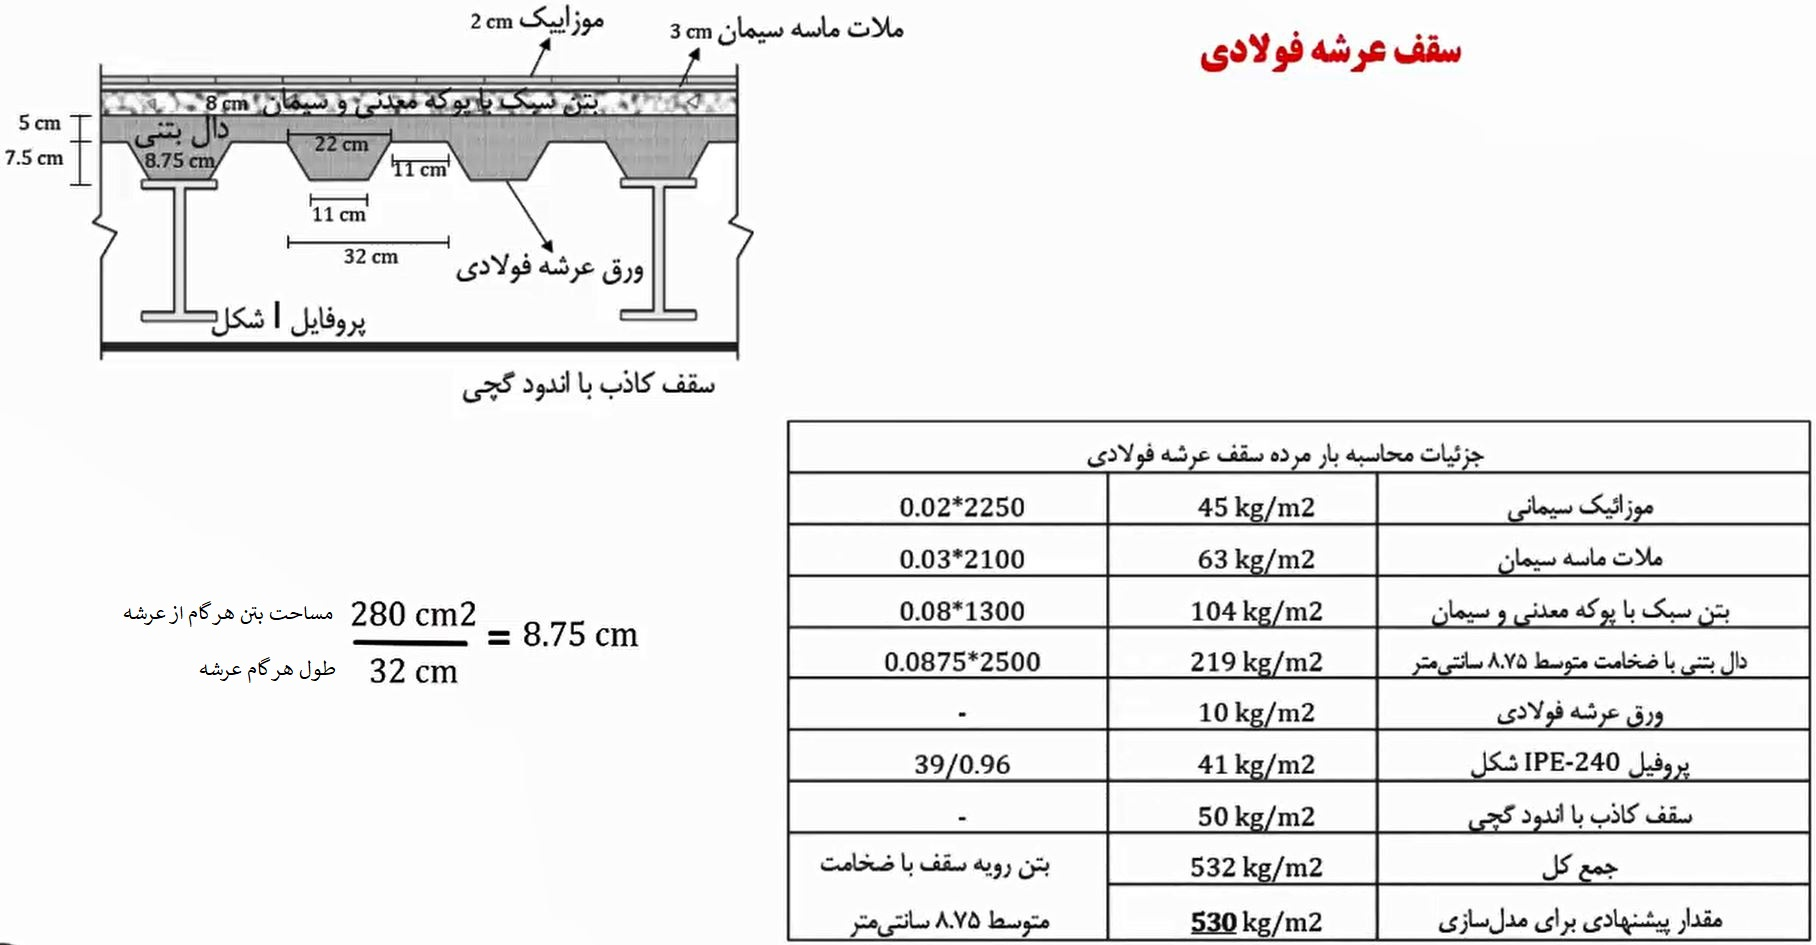 سقف عرشه فولادی
موزاییک 2 cm
ملات ماسه سیمان 3 cm
بتن سبک با پوکه معدنی و سیمان 8 cm
5 cm
دال بتنی
8.75 cm
7.5 cm
22 cm
11 cm
11 cm
32 cm
ورق عرشه فولادی
پروفایل I شکل
سقف کاذب با اندود گچی
مساحت بتن هر گام از عرشه 280 cm2
طول هر گام عرشه 32 cm
= 8.75 cm
جزئیات محاسبه بار مرده سقف عرشه فولادی
موزائیک سیمانی 45 kg/m2 0.02*2250
ملات ماسه سیمان 63 kg/m2 0.03*2100
بتن سبک با پوکه معدنی و سیمان 104 kg/m2 0.08*1300
دال بتنی با ضخامت متوسط ۸.۷۵ سانتی‌متر 219 kg/m2 0.0875*2500
ورق عرشه فولادی 10 kg/m2 -
پروفیل IPE-240 شکل 41 kg/m2 39/0.96
سقف کاذب با اندود گچی 50 kg/m2 -
جمع کل 532 kg/m2 بتن رویه سقف با ضخامت
مقدار پیشنهادی برای مدل‌سازی 530 kg/m2 متوسط ۸.۷۵ سانتی‌متر